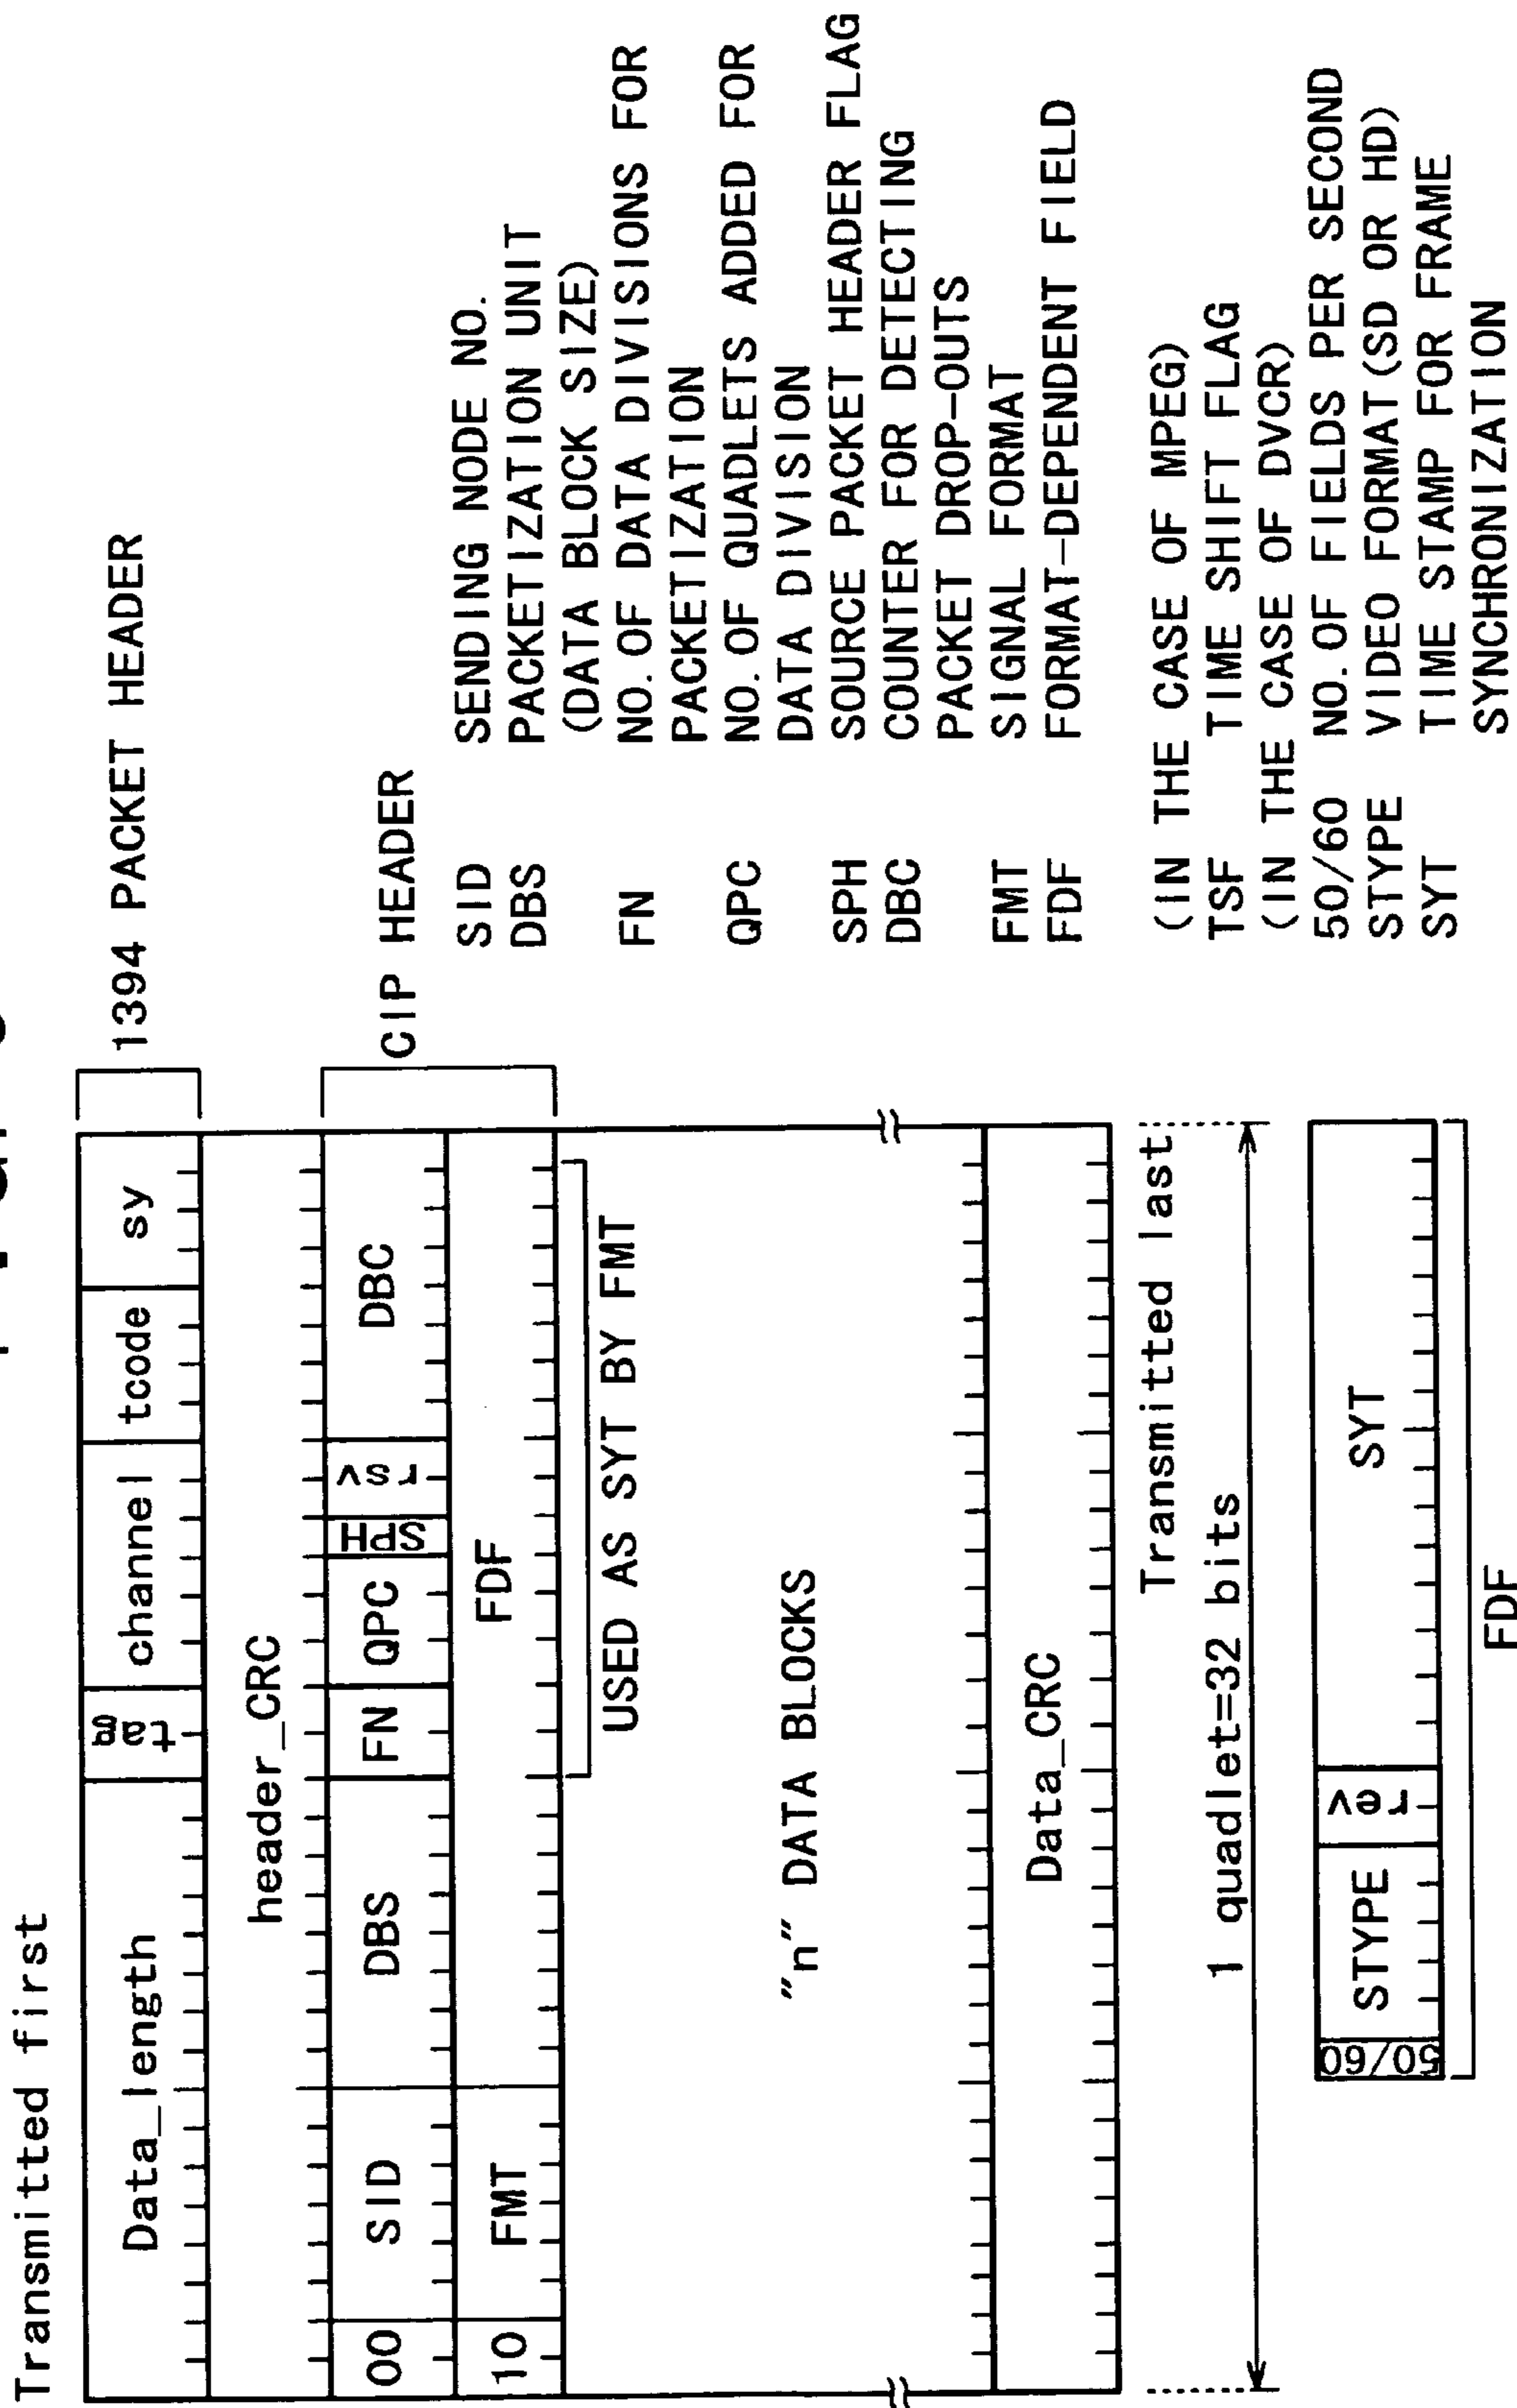 Transmitted first
Data_length tag channel tcode sy
1394 PACKET HEADER
header_CRC
00 SID DBS FN QPC SPH rsv DBC
CIP HEADER
10 FMT FDF
USED AS SYT BY FMT
"n" DATA BLOCKS
Data_CRC
Transmitted last
1 quadlet=32 bits
50/60 STYPE rev SYT
FDF
SID SENDING NODE NO.
DBS PACKETIZATION UNIT
(DATA BLOCK SIZE)
FN NO.OF DATA DIVISIONS FOR
PACKETIZATION
QPC NO.OF QUADLETS ADDED FOR
DATA DIVISION
SPH SOURCE PACKET HEADER FLAG
DBC COUNTER FOR DETECTING
PACKET DROP-OUTS
FMT SIGNAL FORMAT
FDF FORMAT-DEPENDENT FIELD
(IN THE CASE OF MPEG)
TSF TIME SHIFT FLAG
(IN THE CASE OF DVCR)
50/60 NO.OF FIELDS PER SECOND
STYPE VIDEO FORMAT(SD OR HD)
SYT TIME STAMP FOR FRAME
SYNCHRONIZATION